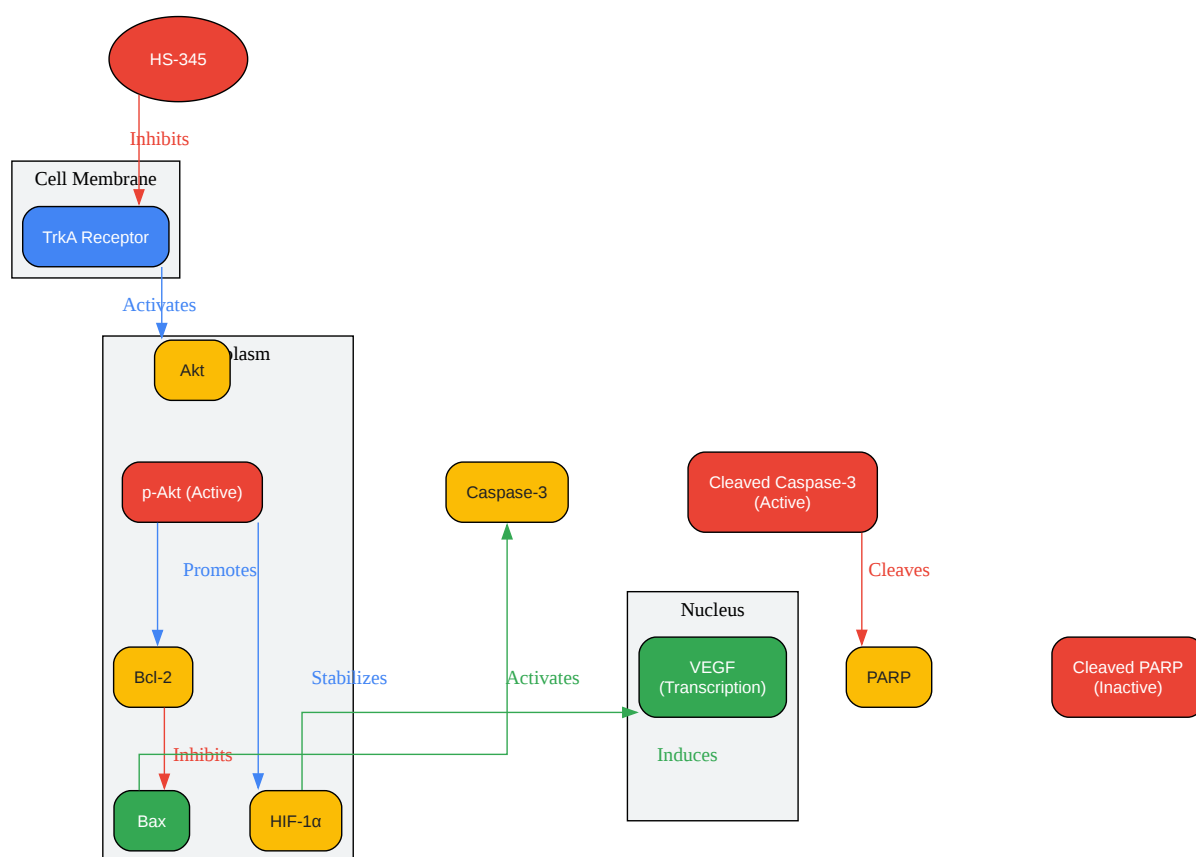 HS-345
Inhibits
Cell Membrane
TrkA Receptor
Activates
Akt
p-Akt (Active)
Caspase-3
Cleaved Caspase-3
(Active)
Promotes
Cleaves
Nucleus
Bcl-2
Stabilizes
Activates
VEGF
(Transcription)
PARP
Cleaved PARP
(Inactive)
Inhibits
Induces
Bax
HIF-1α